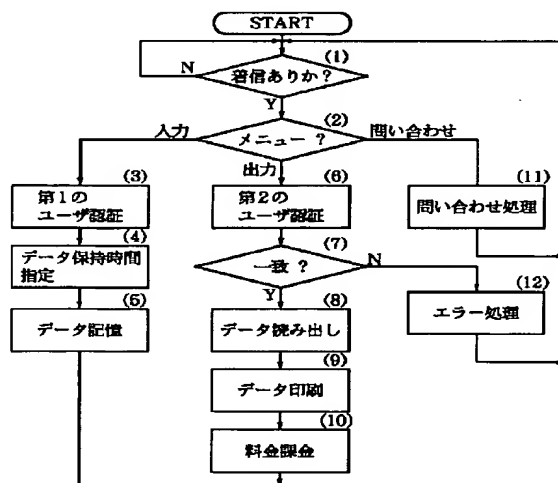 START
(1)
N
着信ありか?
Y
(2)
入力
メニュー ?
問い合わせ
出力
(3)
第1の
ユーザ認証
(6)
第2の
ユーザ認証
(11)
問い合わせ処理
(4)
データ保持時間
指定
(7)
一致 ?
N
Y
(5)
データ記憶
(8)
データ読み出し
(12)
エラー処理
(9)
データ印刷
(10)
料金課金